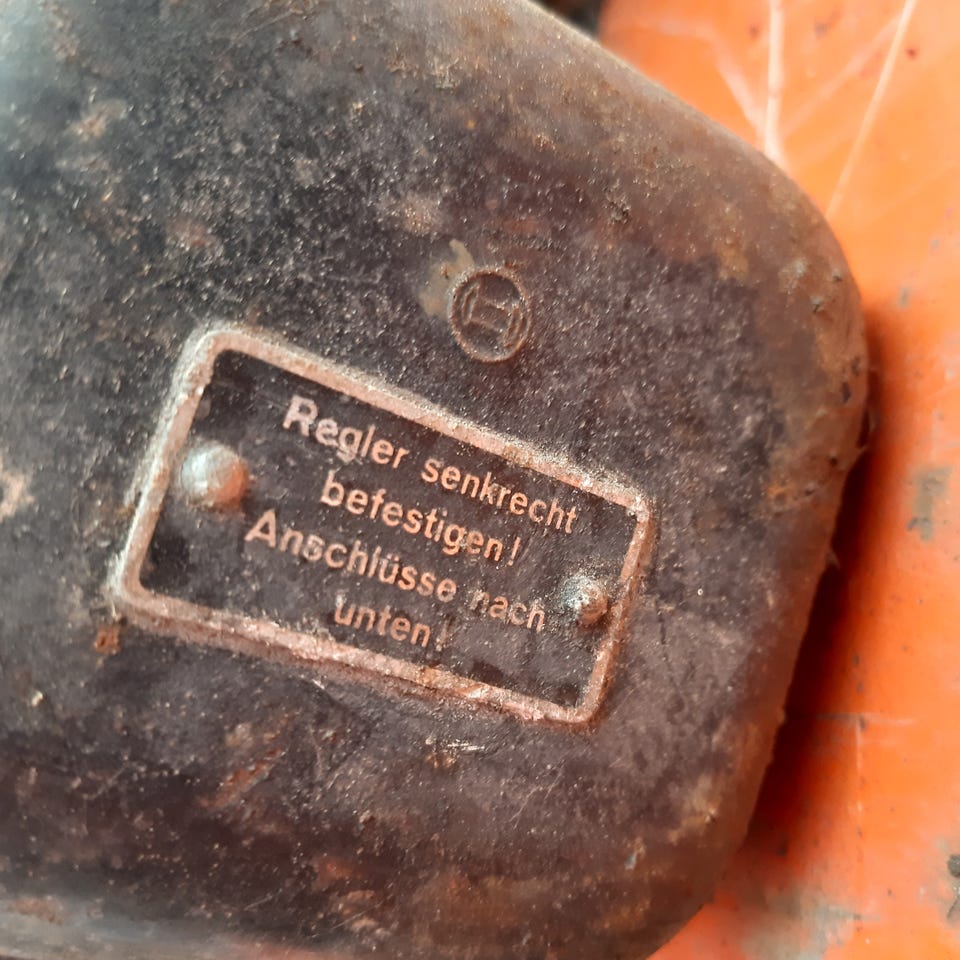 Regler senkrecht
befestigen!
Anschlüsse nach
unten!